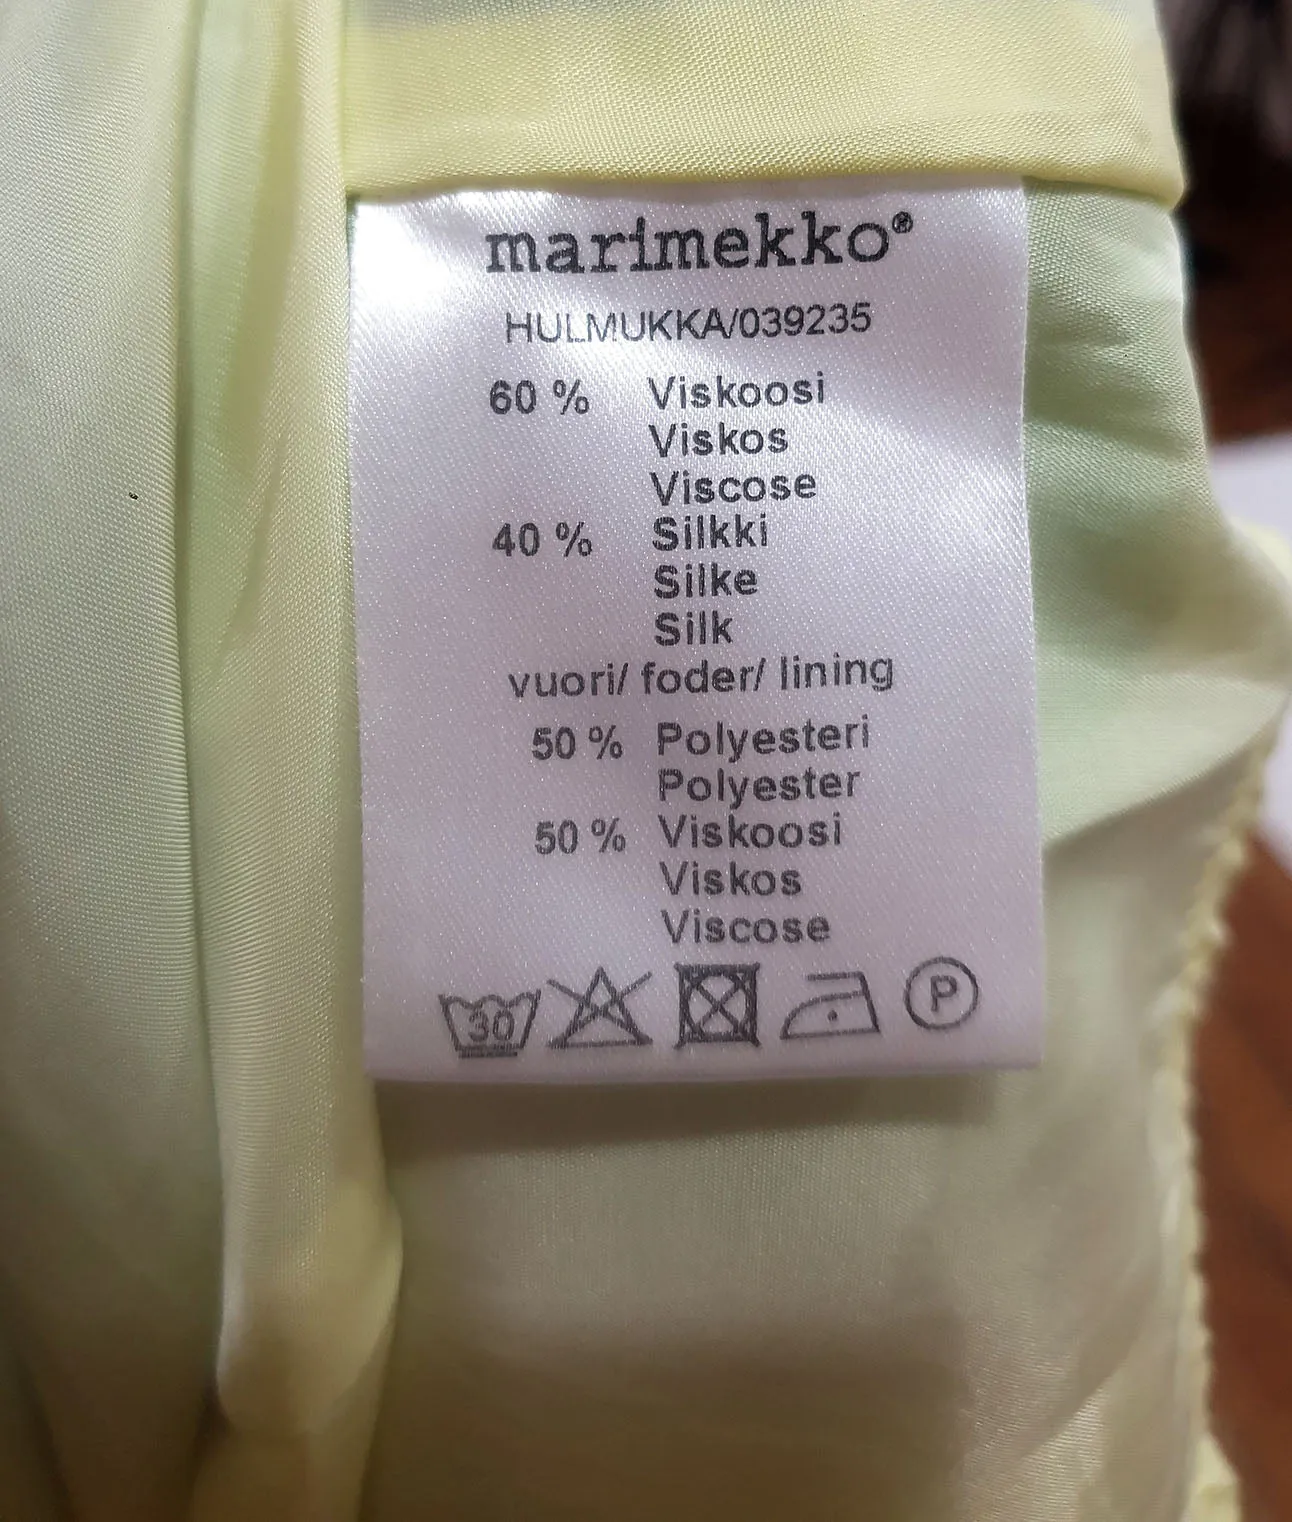 marimekko®
HULMUKKA/039235
60 % Viskoosi
Viskos
Viscose
40 % Silkki
Silke
Silk
vuori/ foder/ lining
50 % Polyesteri
Polyester
50 % Viskoosi
Viskos
Viscose
30 P